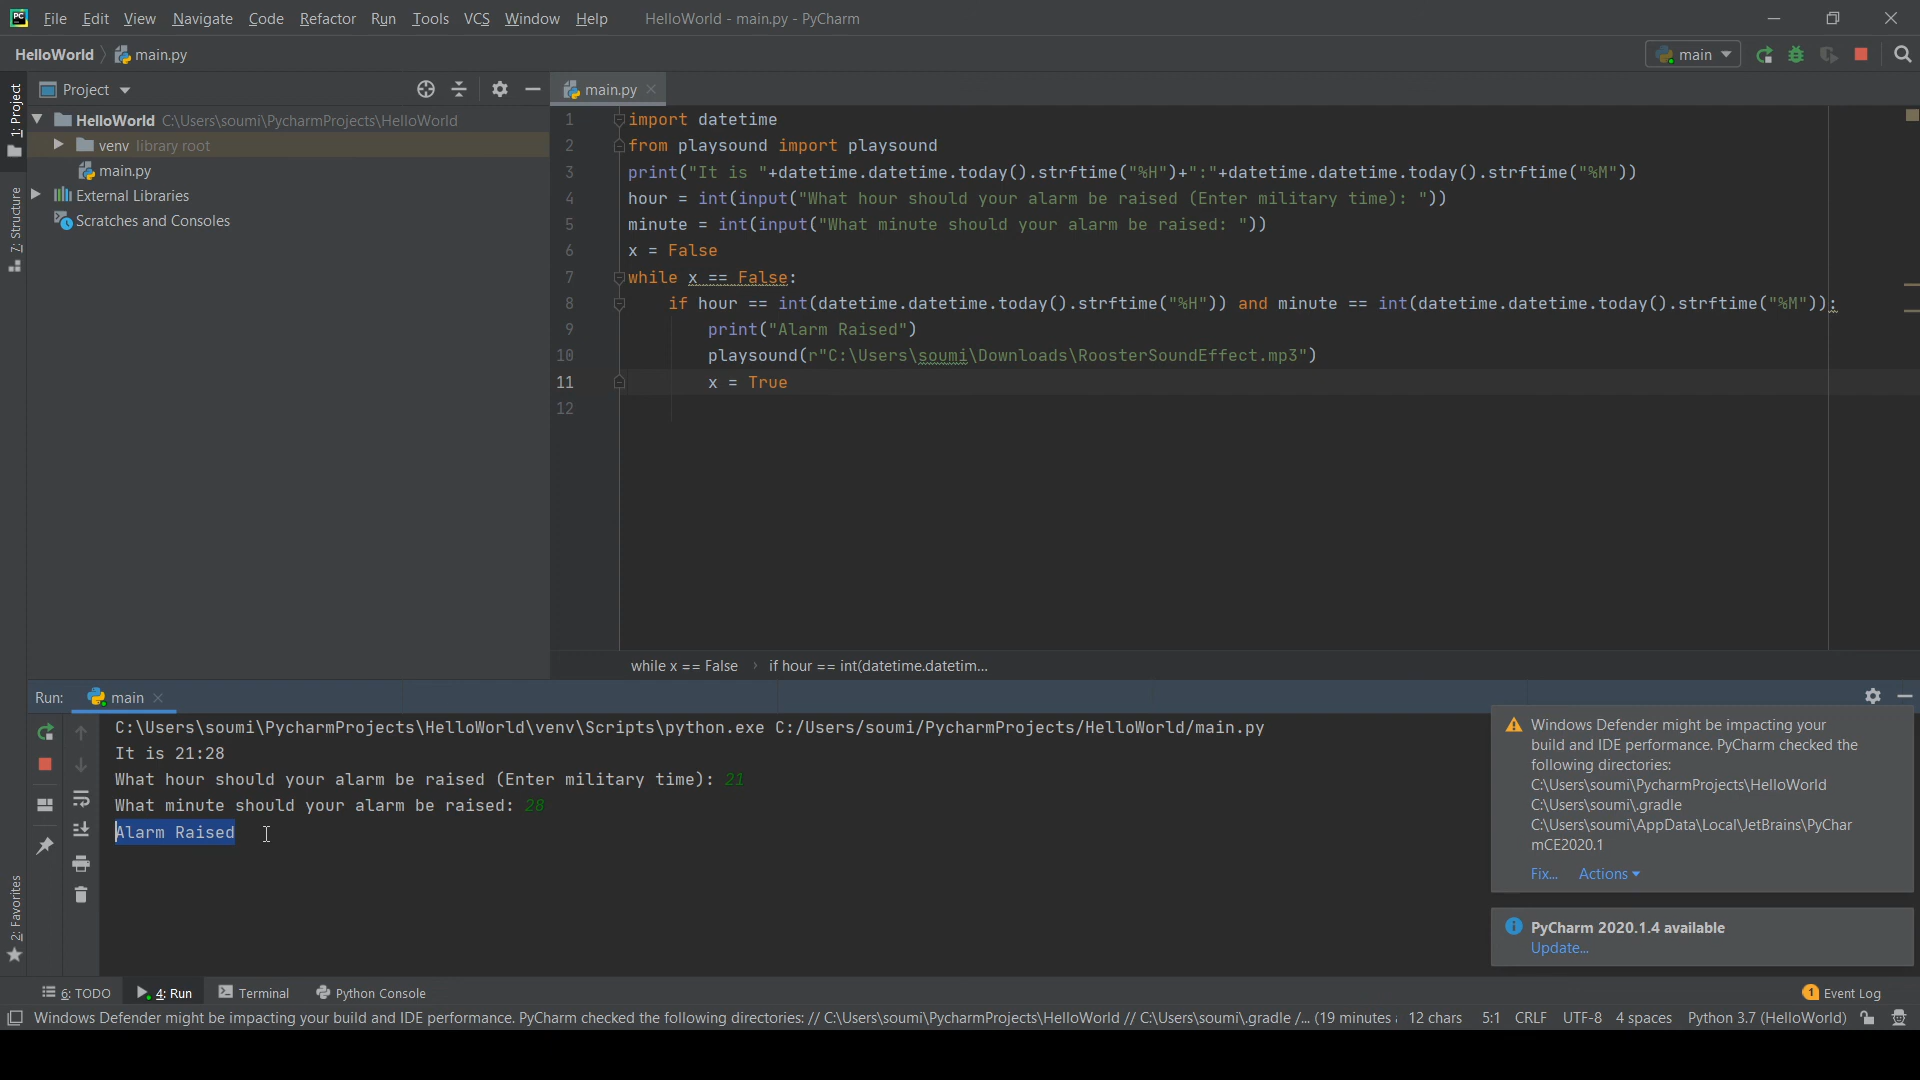 File Edit View Navigate Code Refactor Run Tools VCS Window Help HelloWorld - main.py - PyCharm
HelloWorld main.py main
Project
main.py
1: Project
7: Structure
2: Favorites
HelloWorld C:\Users\soumi\PycharmProjects\HelloWorld
venv library root
main.py
External Libraries
Scratches and Consoles
1 import datetime
2 from playsound import playsound
3 print("It is "+datetime.datetime.today().strftime("%H")+":"+datetime.datetime.today().strftime("%M"))
4 hour = int(input("What hour should your alarm be raised (Enter military time): "))
5 minute = int(input("What minute should your alarm be raised: "))
6 x = False
7 while x == False:
8 if hour == int(datetime.datetime.today().strftime("%H")) and minute == int(datetime.datetime.today().strftime("%M")):
9 print("Alarm Raised")
10 playsound(r"C:\Users\soumi\Downloads\RoosterSoundEffect.mp3")
11 x = True
12
while x == False › if hour == int(datetime.datetim...
Run: main
C:\Users\soumi\PycharmProjects\HelloWorld\venv\Scripts\python.exe C:/Users/soumi/PycharmProjects/HelloWorld/main.py
It is 21:28
What hour should your alarm be raised (Enter military time): 21
What minute should your alarm be raised: 28
Alarm Raised
Windows Defender might be impacting your
build and IDE performance. PyCharm checked the
following directories:
C:\Users\soumi\PycharmProjects\HelloWorld
C:\Users\soumi\.gradle
C:\Users\soumi\AppData\Local\JetBrains\PyChar
mCE2020.1
Fix... Actions
PyCharm 2020.1.4 available
Update...
6: TODO 4: Run Terminal Python Console 1 Event Log
Windows Defender might be impacting your build and IDE performance. PyCharm checked the following directories: // C:\Users\soumi\PycharmProjects\HelloWorld // C:\Users\soumi\.gradle /... (19 minutes 12 chars 5:1 CRLF UTF-8 4 spaces Python 3.7 (HelloWorld)